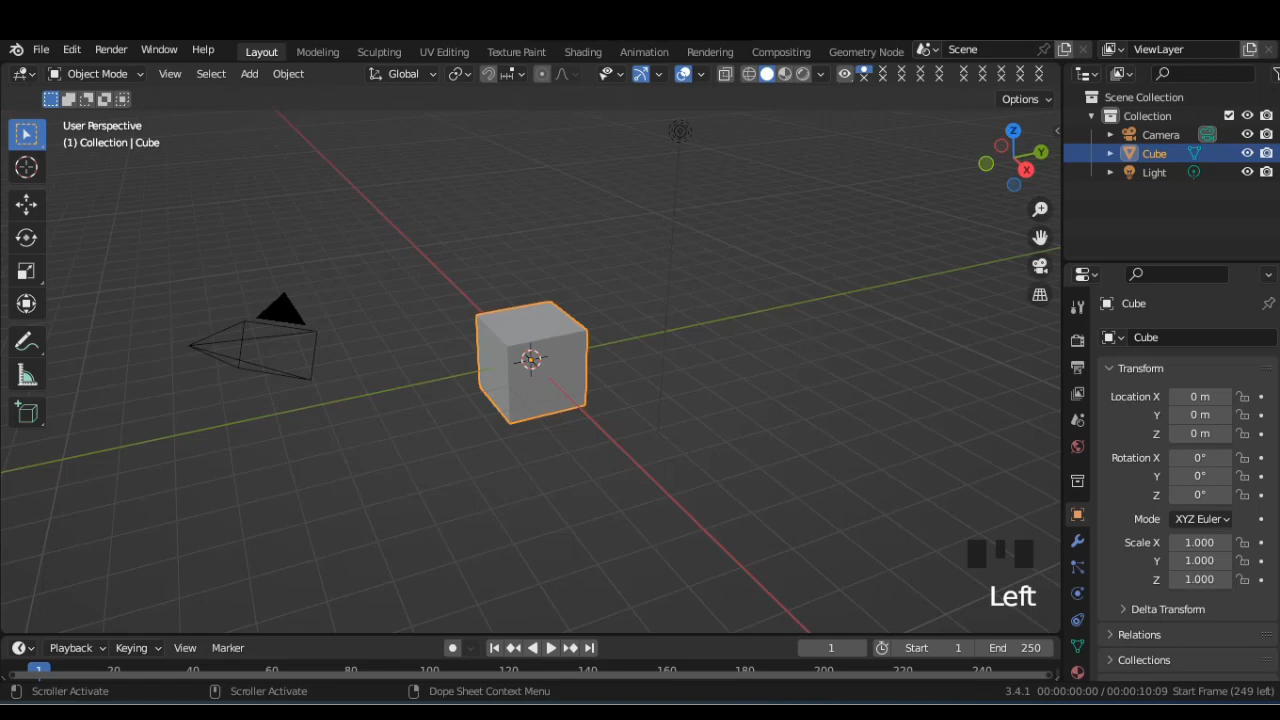 File Edit Render Window Help Layout Modeling Sculpting UV Editing Texture Paint Shading Animation Rendering Compositing Geometry Node Scene ViewLayer
Object Mode View Select Add Object Global
Options
User Perspective
(1) Collection | Cube
Z
Y
X
Left
Scene Collection
Collection
Camera
Cube
Light
Cube
Cube
Transform
Location X 0 m
Y 0 m
Z 0 m
Rotation X 0°
Y 0°
Z 0°
Mode XYZ Euler
Scale X 1.000
Y 1.000
Z 1.000
Delta Transform
Relations
Collections
Playback Keying View Marker 1 Start 1 End 250
1 20 40 60 80 100 120 140 160 180 200 220 240
Scroller Activate Scroller Activate Dope Sheet Context Menu 3.4.1 00:00:00:00 / 00:00:10:09 Start Frame (249 left)